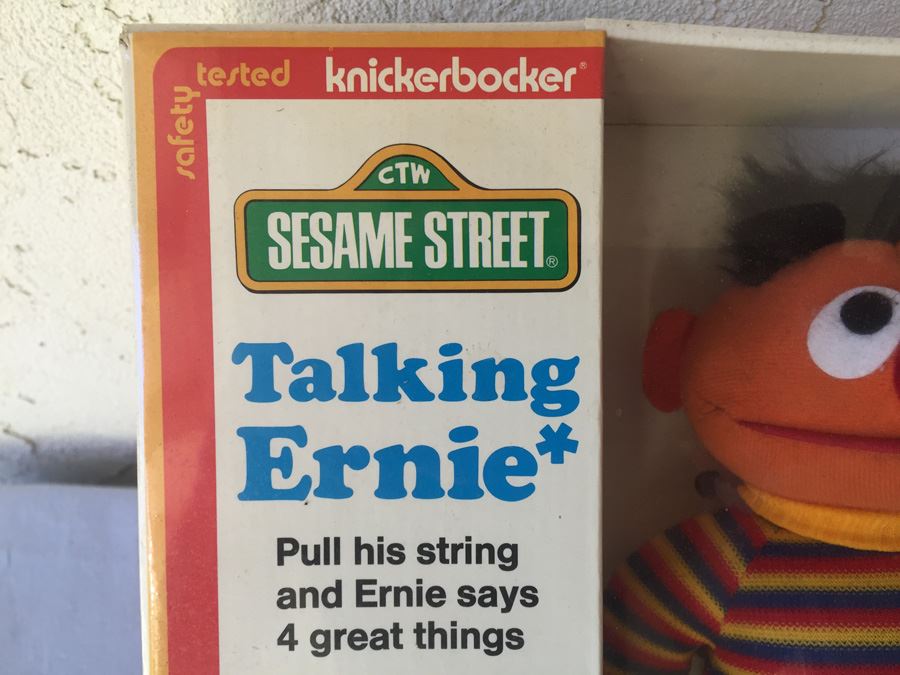 safety tested
knickerbocker®
CTW
SESAME STREET®
Talking
Ernie*
Pull his string
and Ernie says
4 great things